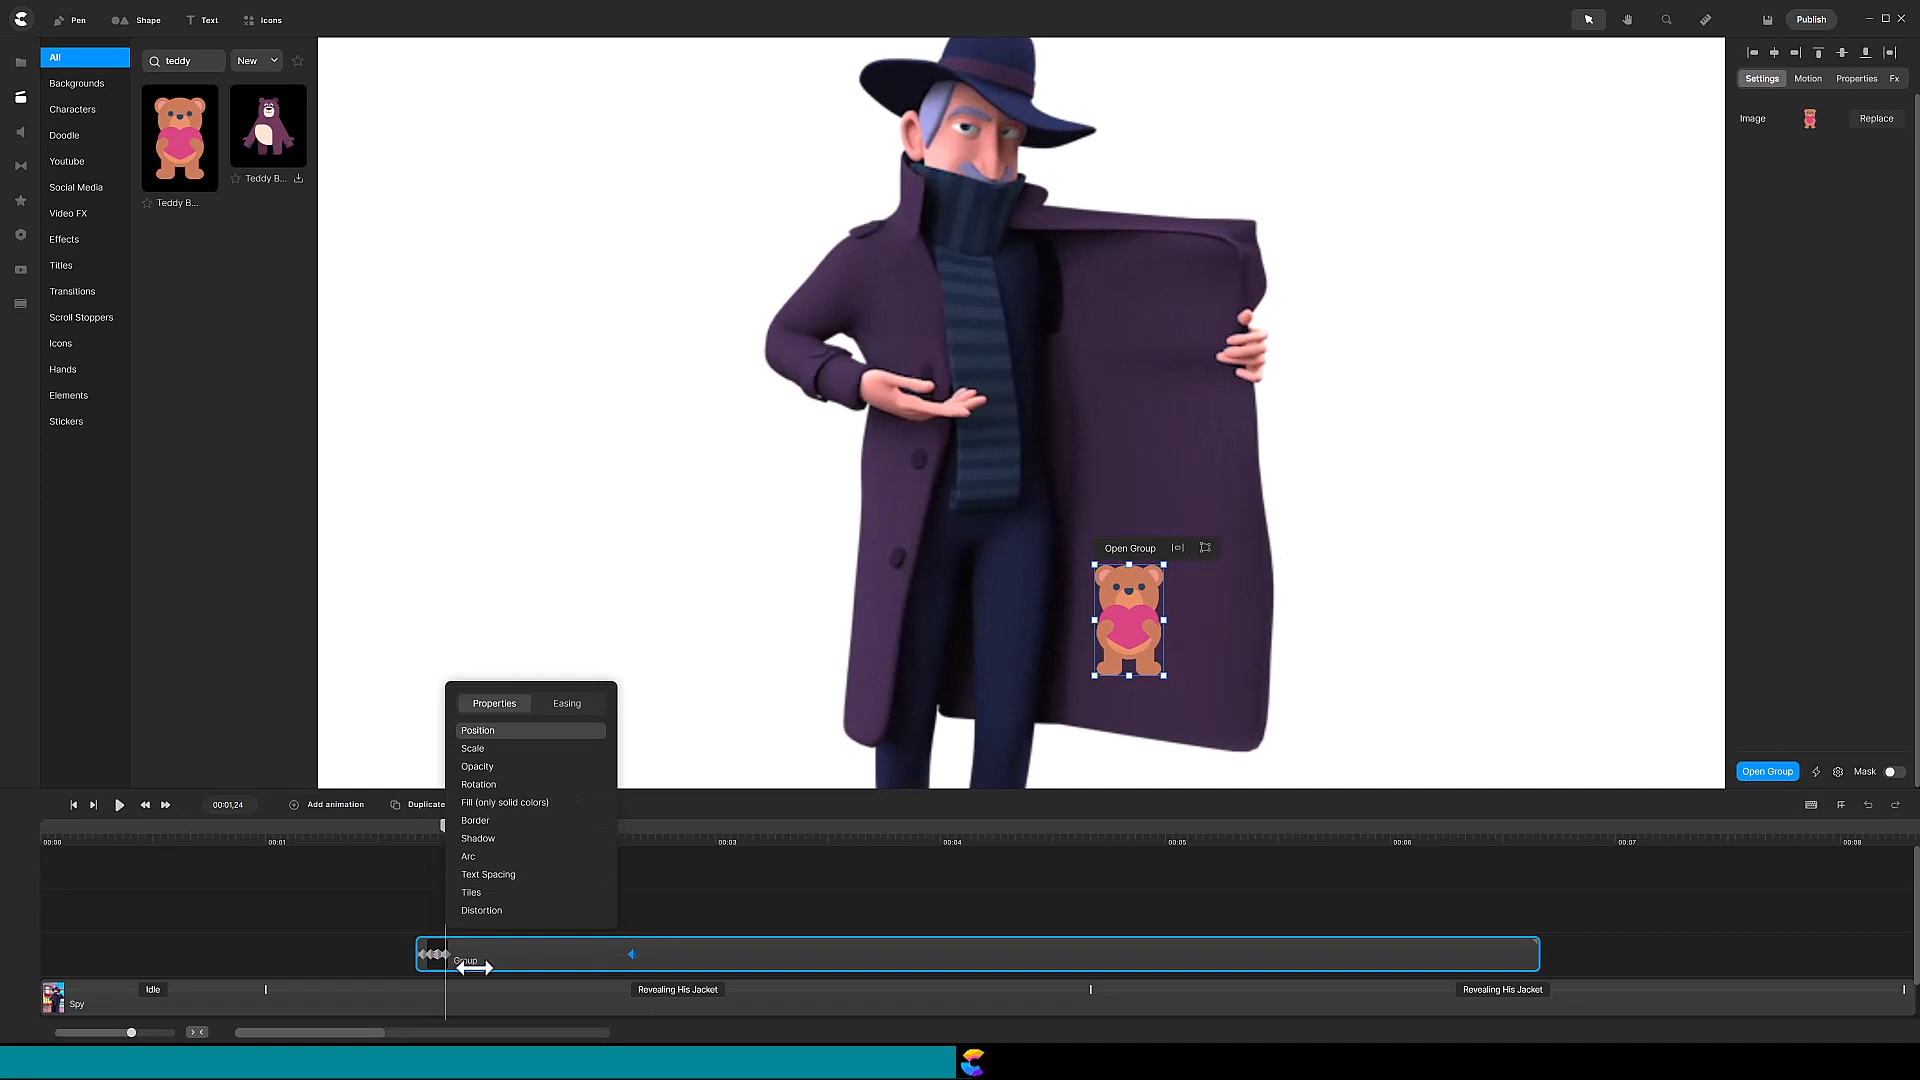 Pen
Shape
Text
Icons
Publish
All
Backgrounds
Characters
Doodle
Youtube
Social Media
Video FX
Effects
Titles
Transitions
Scroll Stoppers
Icons
Hands
Elements
Stickers
teddy
New
Teddy B...
Teddy B...
Settings
Motion
Properties
Fx
Image
Replace
Open Group
Properties
Easing
Position
Scale
Opacity
Rotation
Fill (only solid colors)
Border
Shadow
Arc
Text Spacing
Tiles
Distortion
Open Group
Mask
00:01,24
Add animation
Duplicate
00:00
00:01
00:03
00:04
00:05
00:06
00:07
00:08
Group
Idle
Revealing His Jacket
Revealing His Jacket
Spy